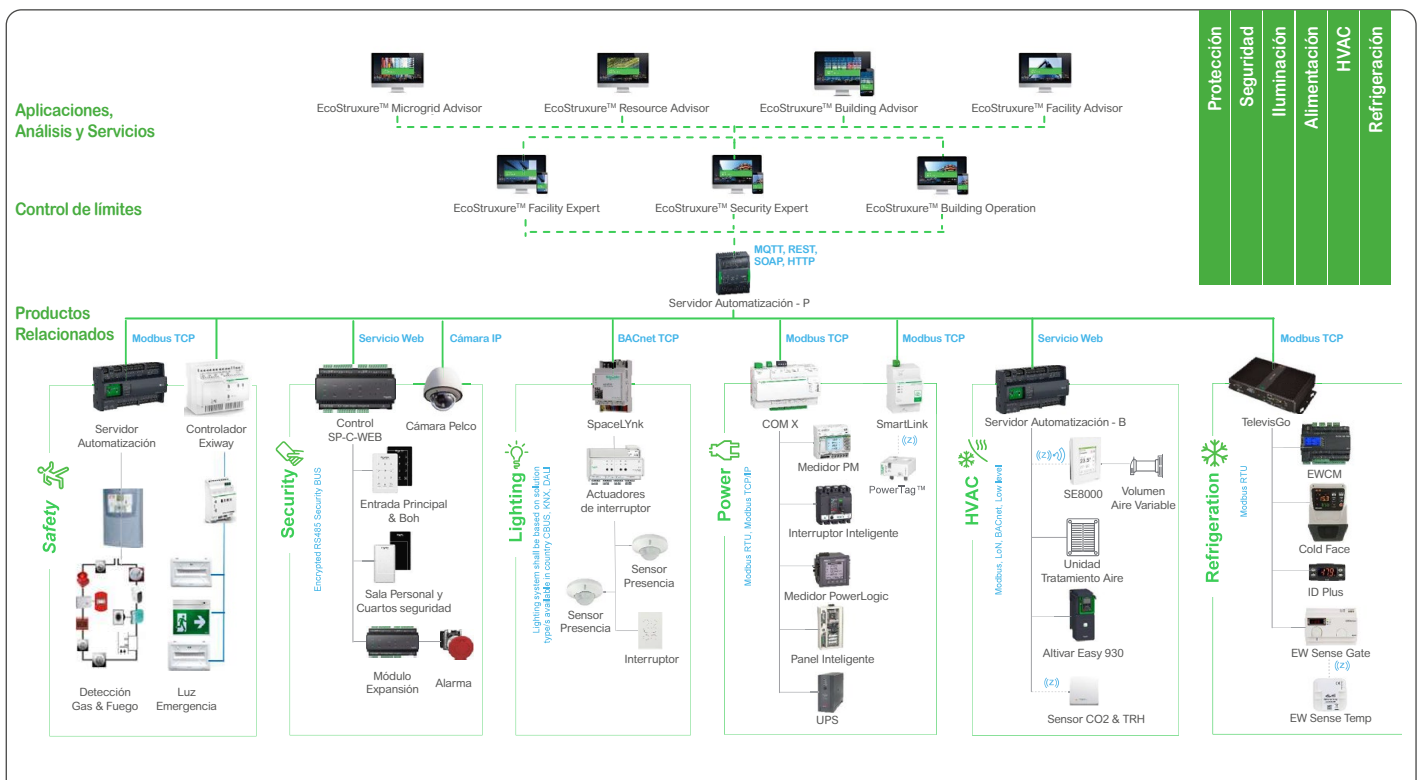 Protección
Seguridad
Iluminación
Alimentación
HVAC
Refrigeración
Aplicaciones,
Análisis y Servicios
EcoStruxure™ Microgrid Advisor
EcoStruxure™ Resource Advisor
EcoStruxure™ Building Advisor
EcoStruxure™ Facility Advisor
Control de límites
EcoStruxure™ Facility Expert
EcoStruxure™ Security Expert
EcoStruxure™ Building Operation
MQTT, REST,
SOAP, HTTP
Servidor Automatización - P
Productos
Relacionados
Modbus TCP
Servicio Web
Cámara IP
BACnet TCP
Modbus TCP
Modbus TCP
Servicio Web
Modbus TCP
Safety
Servidor
Automatización
Controlador
Exiway
Detección
Gas & Fuego
Luz
Emergencia
Security
Encrypted RS485 Security BUS
Control
SP-C-WEB
Cámara Pelco
Entrada Principal
& Boh
Sala Personal y
Cuartos seguridad
Módulo
Expansión
Alarma
Lighting
Lighting system shall be based on solution
type/s available in country CBUS, KNX, DALI
SpaceLYnk
Actuadores
de interruptor
Sensor
Presencia
Sensor
Presencia
Interruptor
Power
Modbus RTU, Modbus TCP/IP
COM X
SmartLink
((z))
Medidor PM
PowerTag™
Interruptor Inteligente
Medidor PowerLogic
Panel Inteligente
UPS
HVAC
Modbus, LoN, BACnet, Low level
Servidor Automatización - B
((z))
SE8000
Volumen
Aire Variable
Unidad
Tratamiento Aire
Altivar Easy 930
((z))
Sensor CO2 & TRH
Refrigeration
Modbus RTU
TelevisGo
EWCM
Cold Face
ID Plus
EW Sense Gate
((z))
EW Sense Temp